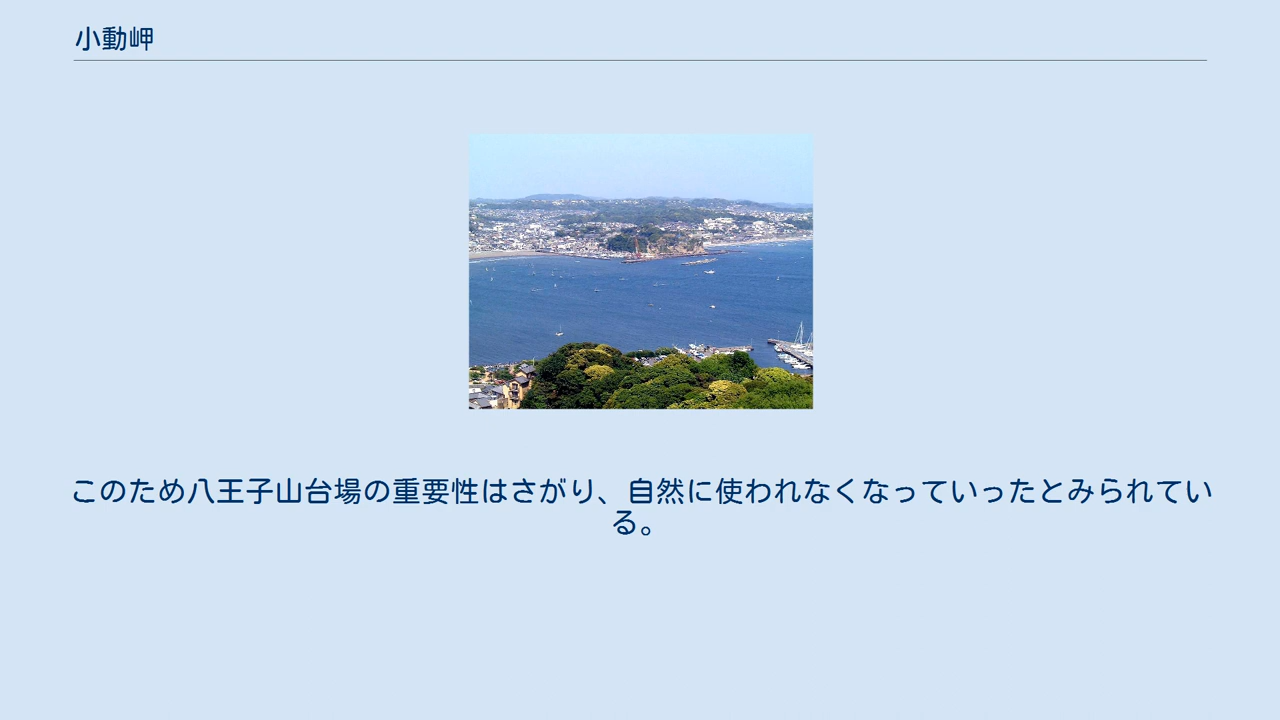 小動岬
このため八王子山台場の重要性はさがり、自然に使われなくなっていったとみられてい
る。